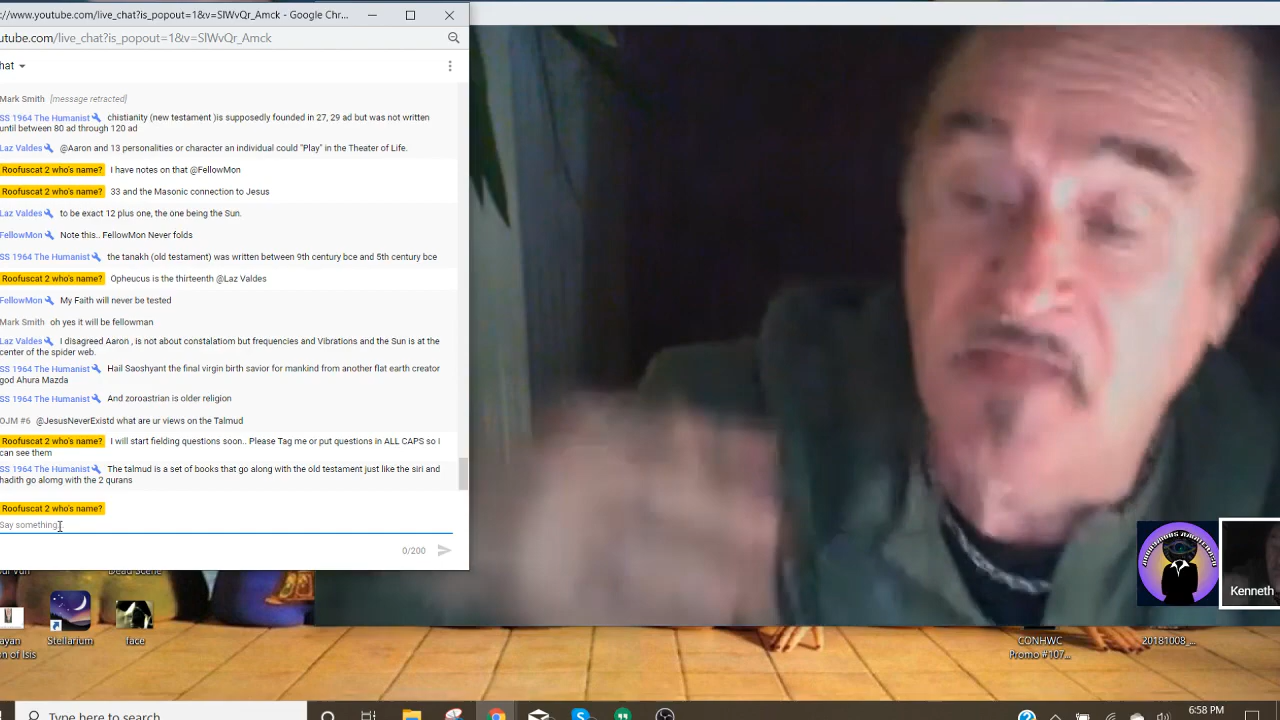 ://www.youtube.com/live_chat?is_popout=1&v=SlWvQr_Amck - Google Chr...
utube.com/live_chat?is_popout=1&v=SlWvQr_Amck
hat
Mark Smith [message retracted]
SS 1964 The Humanist chistianity (new testament )is supposedly founded in 27, 29 ad but was not written
until between 80 ad through 120 ad
Laz Valdes @Aaron and 13 personalities or character an individual could "Play" in the Theater of Life.
Roofuscat 2 who's name? I have notes on that @FellowMon
Roofuscat 2 who's name? 33 and the Masonic connection to Jesus
Laz Valdes to be exact 12 plus one, the one being the Sun.
FellowMon Note this.. FellowMon Never folds
SS 1964 The Humanist the tanakh (old testament) was written between 9th century bce and 5th century bce
Roofuscat 2 who's name? Opheucus is the thirteenth @Laz Valdes
FellowMon My Faith will never be tested
Mark Smith oh yes it will be fellowman
Laz Valdes I disagreed Aaron , is not about constalatiom but frequencies and Vibrations and the Sun is at the
center of the spider web.
SS 1964 The Humanist Hail Saoshyant the final virgin birth savior for mankind from another flat earth creator
god Ahura Mazda
SS 1964 The Humanist And zoroastrian is older religion
OJM #6 @JesusNeverExistd what are ur views on the Talmud
Roofuscat 2 who's name? I will start fielding questions soon.. Please Tag me or put questions in ALL CAPS so I
can see them
SS 1964 The Humanist The talmud is a set of books that go along with the old testament just like the siri and
hadith go alomg with the 2 qurans
Roofuscat 2 who's name?
Say something
0/200
Kenneth
Dead Scene
ayan
on of Isis
Stellarium
face
CONHWC
Promo #107...
20181008_...
Type here to search
6:58 PM